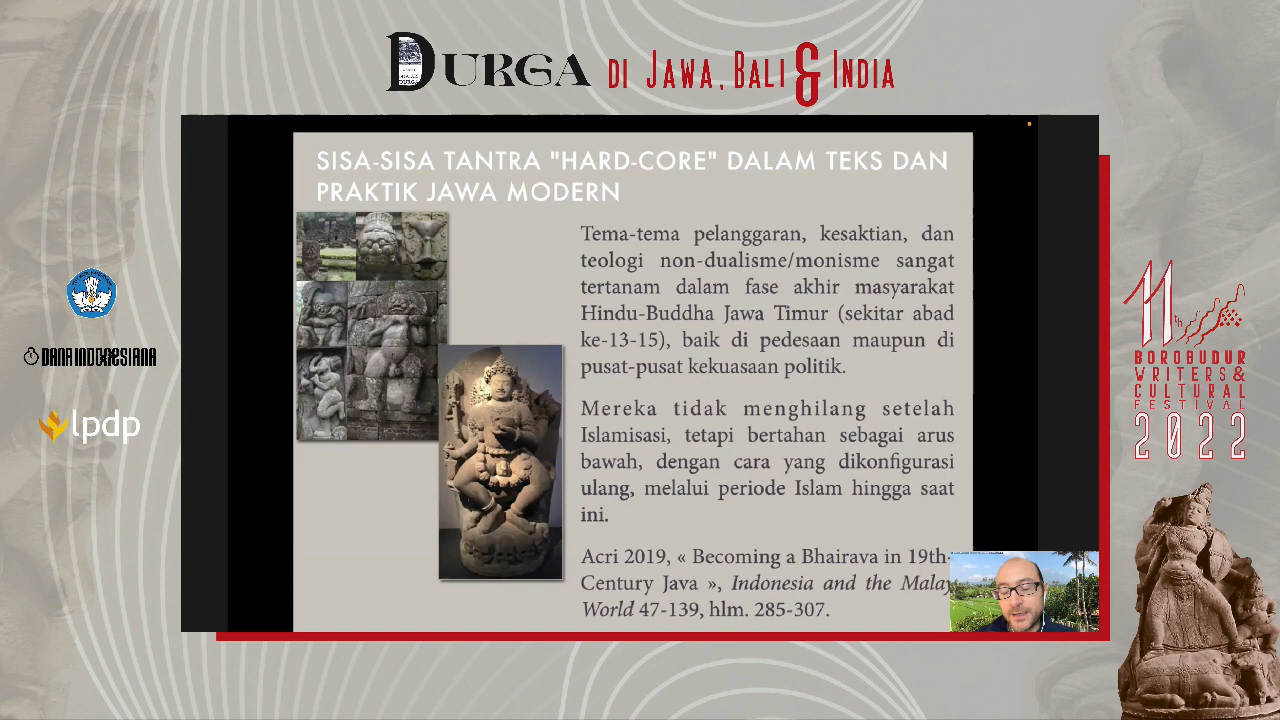 DURGA DI JAWA, BALI & INDIA
SISA-SISA TANTRA "HARD-CORE" DALAM TEKS DAN
PRAKTIK JAWA MODERN
Tema-tema pelanggaran, kesaktian, dan
teologi non-dualisme/monisme sangat
tertanam dalam fase akhir masyarakat
Hindu-Buddha Jawa Timur (sekitar abad
ke-13-15), baik di pedesaan maupun di
pusat-pusat kekuasaan politik.
Mereka tidak menghilang setelah
Islamisasi, tetapi bertahan sebagai arus
bawah, dengan cara yang dikonfigurasi
ulang, melalui periode Islam hingga saat
ini.
Acri 2019, « Becoming a Bhairava in 19th-
Century Java », Indonesia and the Malay
World 47-139, hlm. 285-307.
DANA INDONESIANA
lpdp
11th
BOROBUDUR
WRITERS&
CULTURAL
FESTIVAL
2022